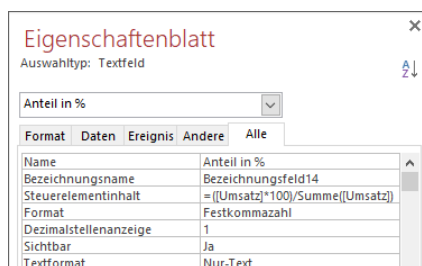 Eigenschaftenblatt
Auswahltyp: Textfeld
Anteil in %
Format Daten Ereignis Andere Alle
Name Anteil in %
Bezeichnungsname Bezeichnungsfeld14
Steuerelementinhalt =([Umsatz]*100)/Summe([Umsatz])
Format Festkommazahl
Dezimalstellenanzeige 1
Sichtbar Ja
Textformat Nur-Text